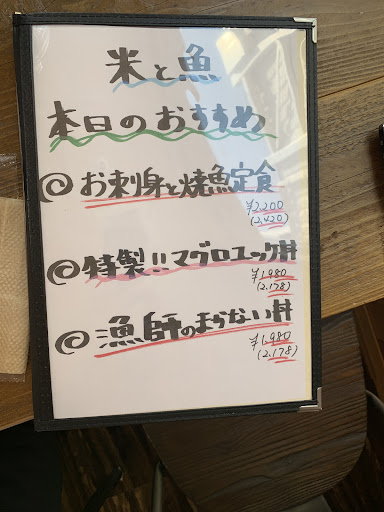 米と魚
本日のおすすめ
お刺身と焼魚定食
¥2,200
(2,420)
特製!!マグロユック丼
¥1,980
(2,178)
漁師のまかない丼
¥1,980
(2,178)